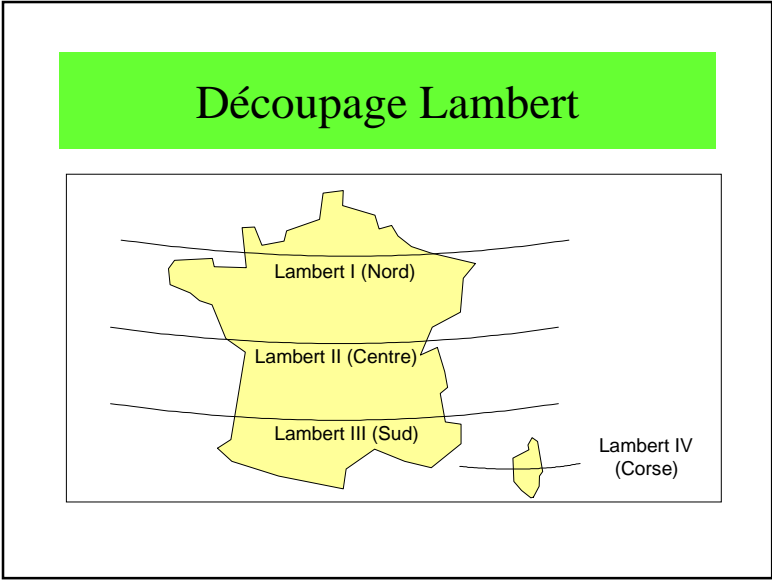 Découpage Lambert
Lambert I (Nord)
Lambert II (Centre)
Lambert III (Sud)
Lambert IV
(Corse)